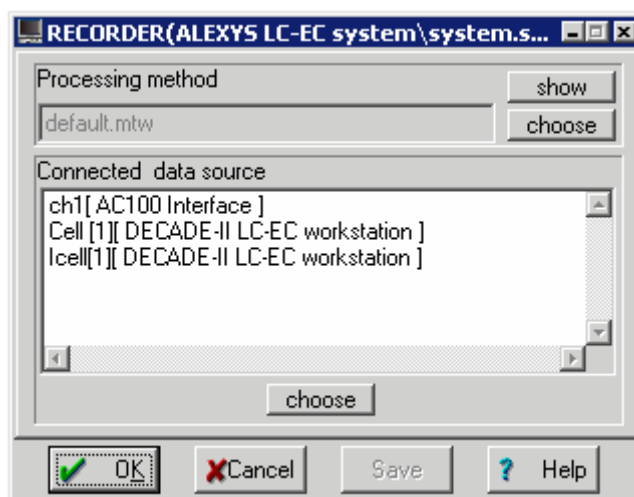 RECORDER(ALEXYS LC-EC system\system.s...
Processing method
show
default.mtw
choose
Connected data source
ch1[ AC100 Interface ]
Cell [1][ DECADE-II LC-EC workstation ]
Icell[1][ DECADE-II LC-EC workstation ]
choose
OK
Cancel
Save
? Help